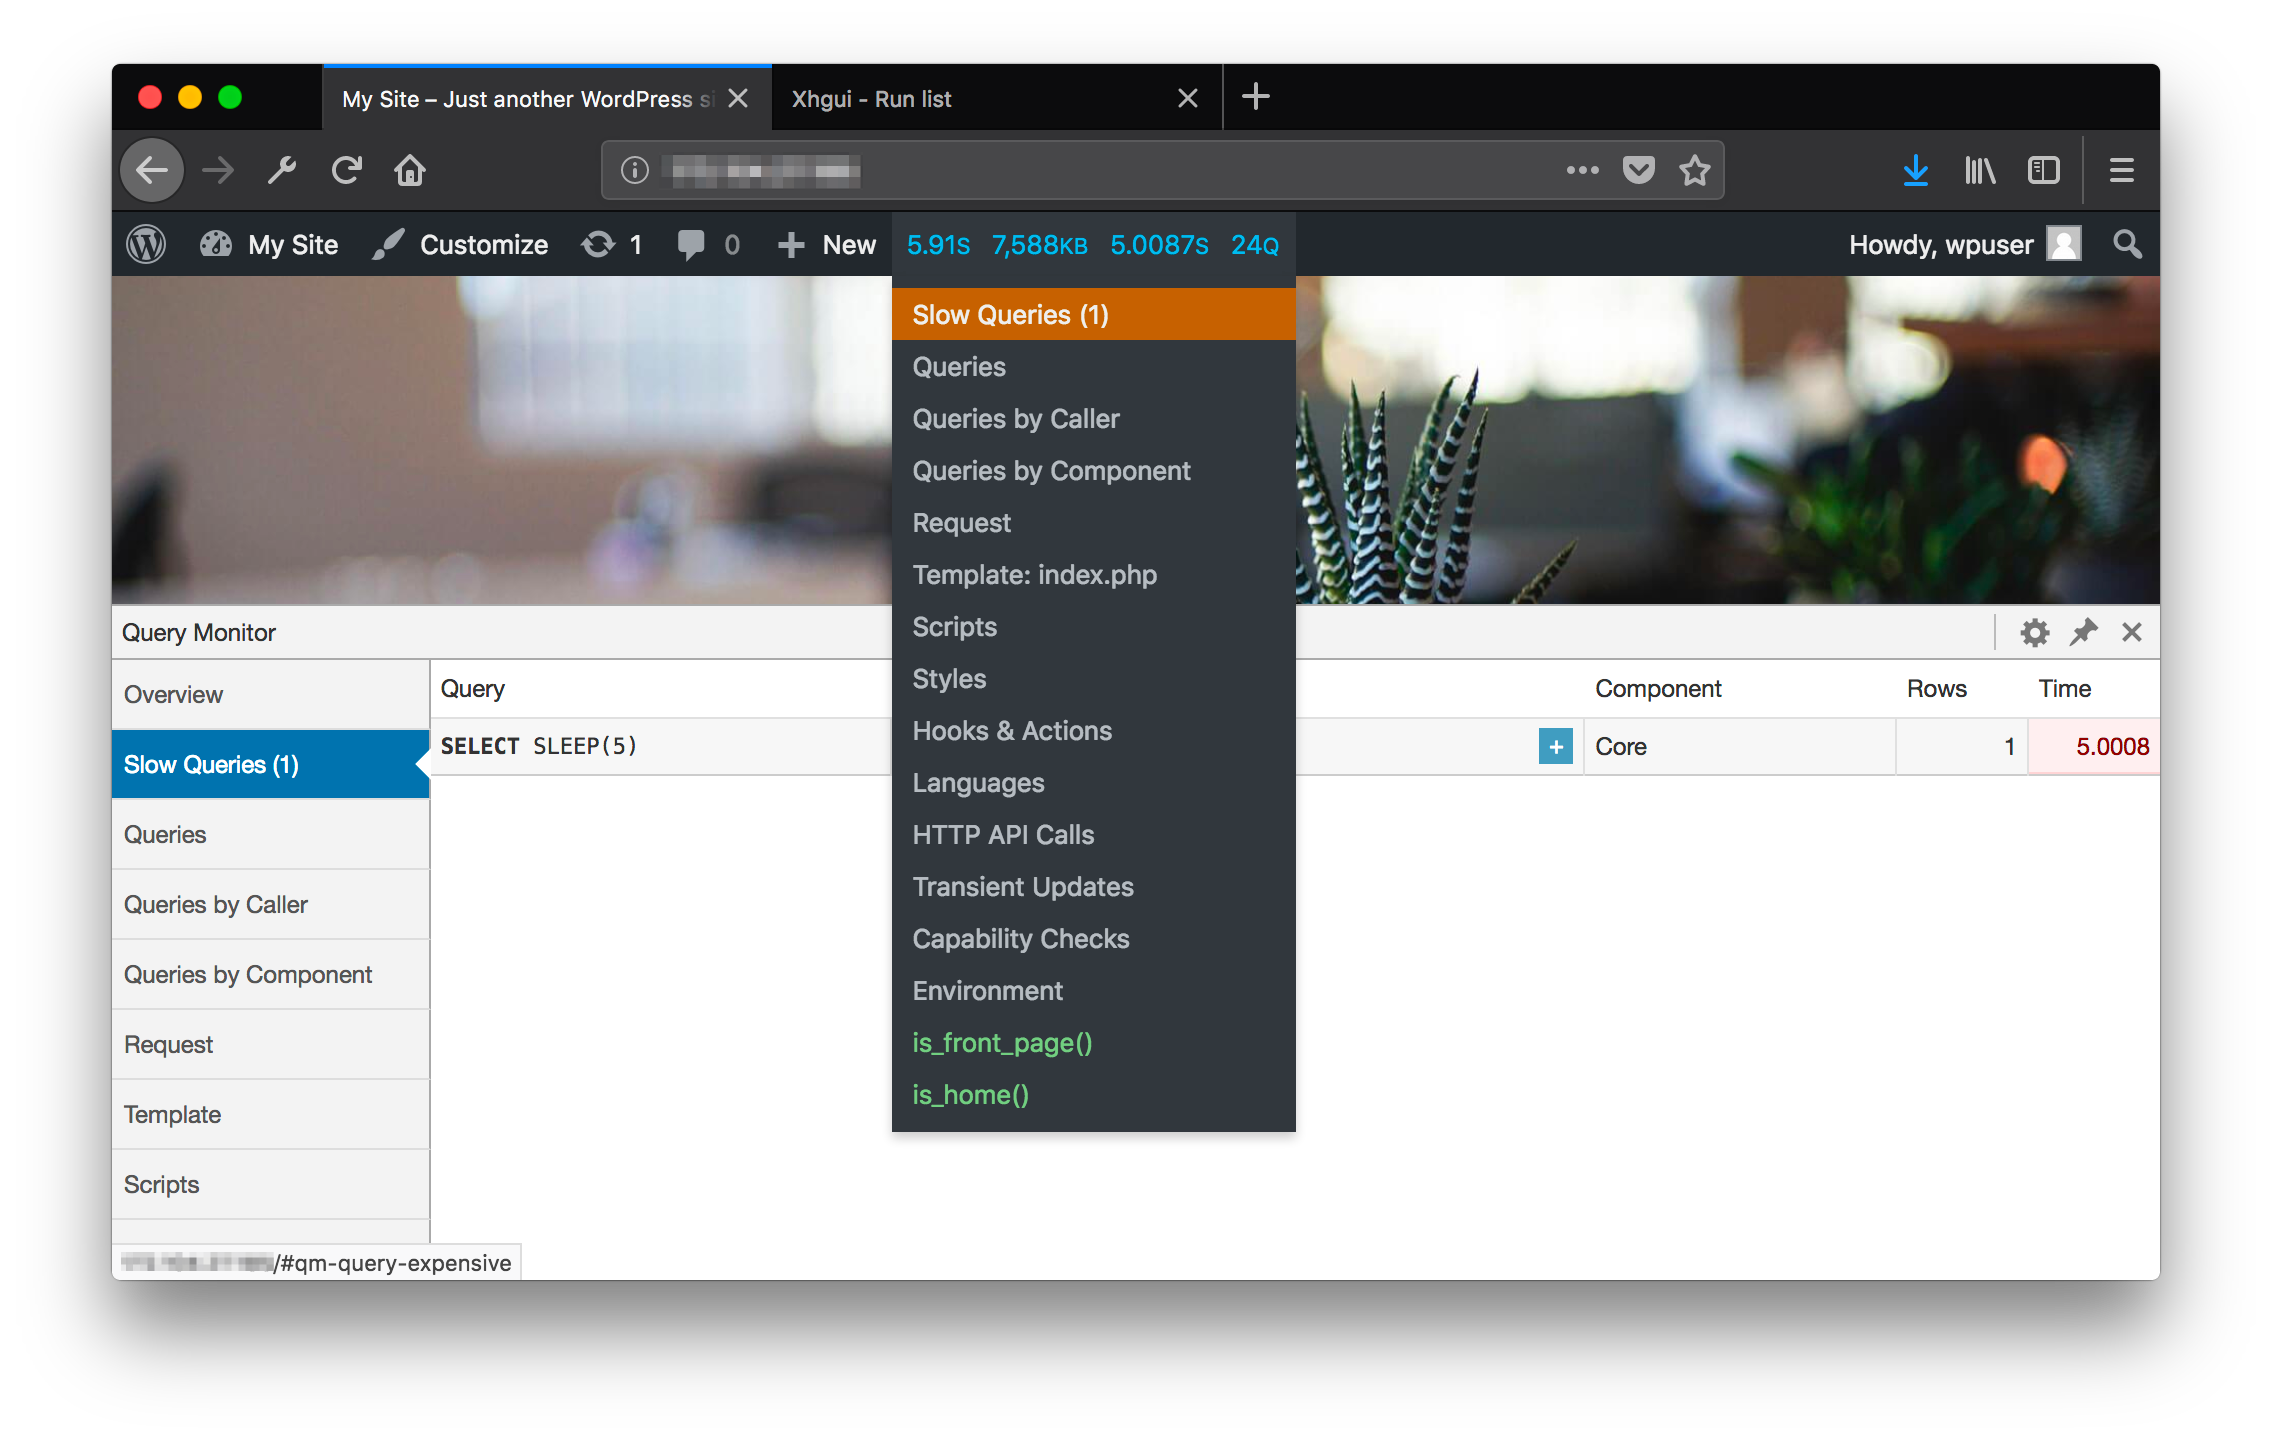 My Site – Just another WordPress si
Xhgui - Run list
My Site
Customize
1
0
New
5.91S 7,588KB 5.0087S 24Q
Howdy, wpuser
Slow Queries (1)
Queries
Queries by Caller
Queries by Component
Request
Template: index.php
Scripts
Styles
Hooks & Actions
Languages
HTTP API Calls
Transient Updates
Capability Checks
Environment
is_front_page()
is_home()
Query Monitor
Overview
Slow Queries (1)
Queries
Queries by Caller
Queries by Component
Request
Template
Scripts
Query
Component
Rows
Time
SELECT SLEEP(5)
+
Core
1
5.0008
/#qm-query-expensive